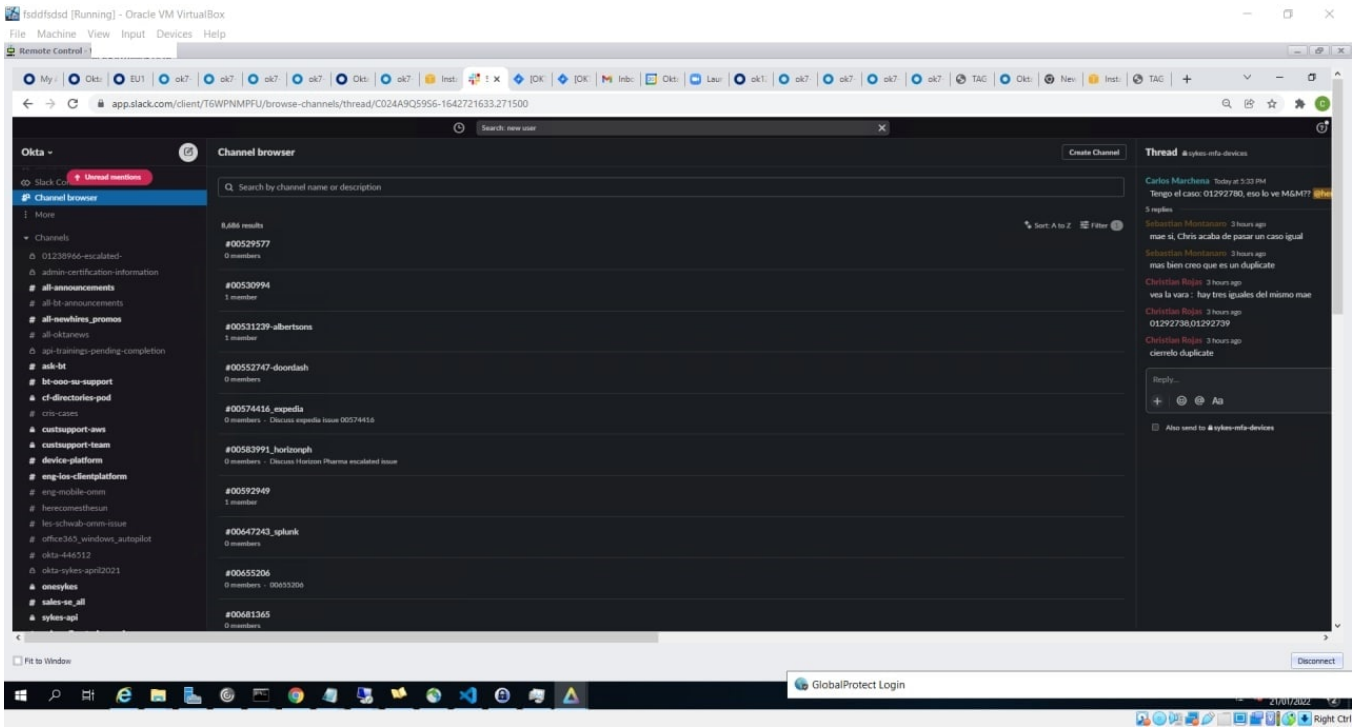 fsddfsdsd [Running] - Oracle VM VirtualBox
File Machine View Input Devices Help
Remote Control -
app.slack.com/client/T6WPNMPFU/browse-channels/thread/C024A9Q59S6-1642721633.271500
Search: new user
Okta
Channel browser
Create Channel
Thread sykes-mfa-devices
Slack Co
Unread mentions
Channel browser
More
Channels
01238966-escalated-
admin-certification-information
# all-announcements
# all-bt-announcements
# all-newhires_promos
# all-oktanews
api-trainings-pending-completion
# ask-bt
# bt-ooo-su-support
cf-directories-pod
# cris-cases
custsupport-aws
custsupport-team
# device-platform
# eng-ios-clientplatform
# eng-mobile-omm
# herecomesthesun
# les-schwab-omm-issue
# office365_windows_autopilot
# okta-446512
okta-sykes-april2021
onesykes
# sales-se_all
sykes-api
Search by channel name or description
8,686 results
Sort: A to Z
Filter 1
#00529577
0 members
#00530994
1 member
#00531239-albertsons
1 member
#00552747-doordash
0 members
#00574416_expedia
0 members - Discuss expedia issue 00574416
#00583991_horizonph
0 members - Discuss Horizon Pharma escalated issue
#00592949
1 member
#00647243_splunk
0 members
#00655206
0 members - 00655206
#00681365
0 members
Carlos Marchena Today at 5:33 PM
Tengo el caso: 01292780, eso lo ve M&M?? @he
5 replies
Sebastian Montanaro 3 hours ago
mae si, Chris acaba de pasar un caso igual
Sebastian Montanaro 3 hours ago
mas bien creo que es un duplicate
Christian Rojas 3 hours ago
vea la vara : hay tres iguales del mismo mae
Christian Rojas 3 hours ago
01292738,01292739
Christian Rojas 3 hours ago
cierrelo duplicate
Reply...
Aa
Also send to sykes-mfa-devices
Fit to Window
Disconnect
GlobalProtect Login
21/01/2022
Right Ctrl